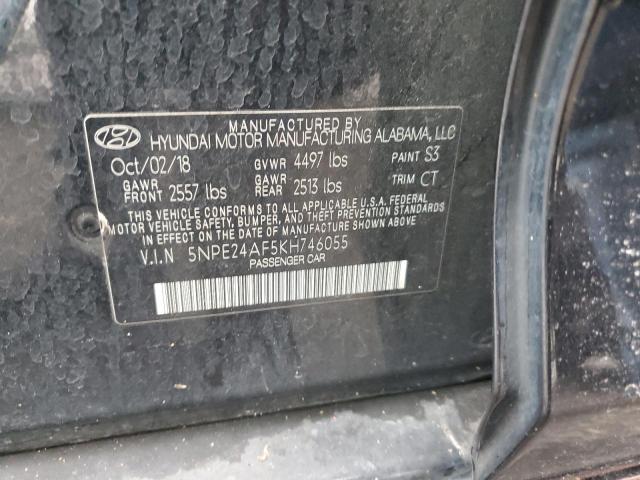 MANUFACTURED BY
HYUNDAI MOTOR MANUFACTURING ALABAMA, LLC
Oct/02/18 GVWR 4497 lbs PAINT S3
GAWR FRONT 2557 lbs GAWR REAR 2513 lbs TRIM CT
THIS VEHICLE CONFORMS TO ALL APPLICABLE U.S.A. FEDERAL
MOTOR VEHICLE SAFETY, BUMPER, AND THEFT PREVENTION STANDARDS
IN EFFECT ON THE DATE OF MANUFACTURE SHOWN ABOVE.
V.I.N 5NPE24AF5KH746055
PASSENGER CAR